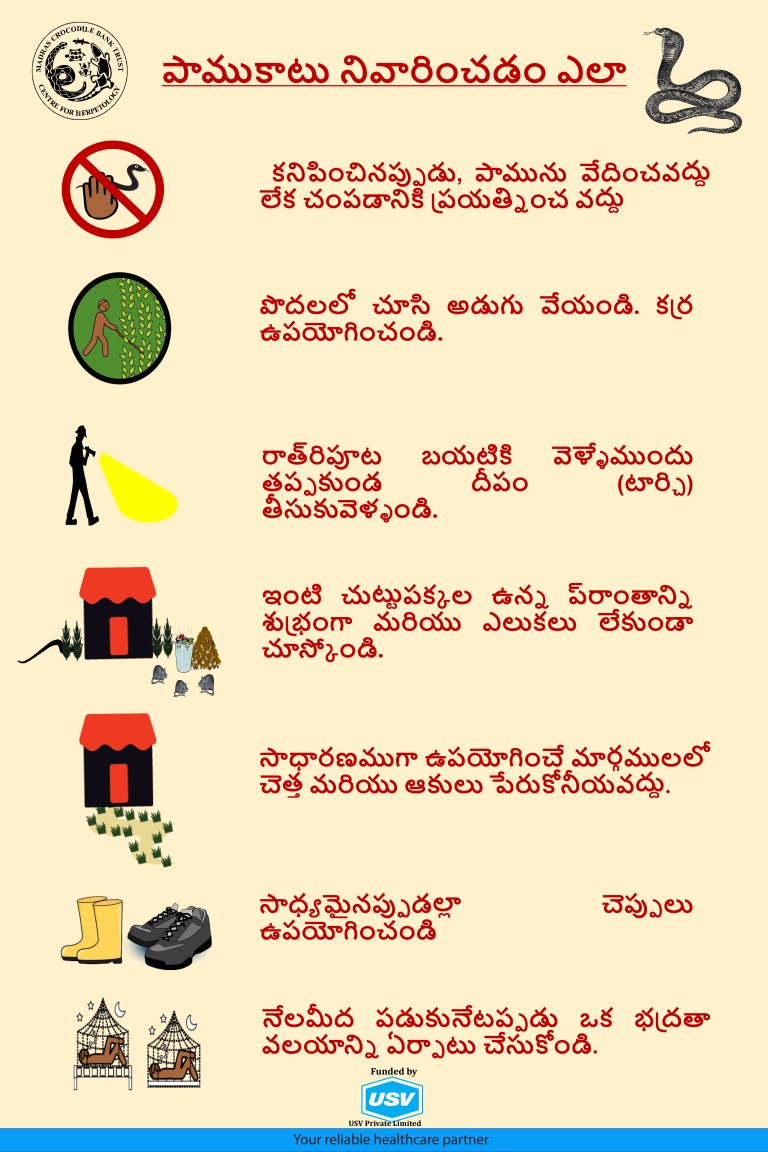 MADRAS CROCODILE BANK TRUST
CENTRE FOR HERPETOLOGY
పాముకాటు నివారించడం ఎలా
కనిపించినప్పుడు, పామును వేదించవద్దు
లేక చంపడానికి ప్రయత్నించ వద్దు
పొదలలో చూసి అడుగు వేయండి. కర్ర
ఉపయోగించండి.
రాత్‌రిపూట బయటికి వెళ్ళేముందు
తప్పకుండ దీపం (టార్చి)
తీసుకువెళ్ళండి.
ఇంటి చుట్టుపక్కల ఉన్న ప్‌రాంతాన్ని
శుభ్రంగా మరియు ఎలుకలు లేకుండా
చూస్కోండి.
సాధారణముగా ఉపయోగించే మార్గములలో
చెత్త మరియు ఆకులు పేరుకోనీయవద్దు.
సాధ్యమైనప్పుడల్లా చెప్పులు
ఉపయోగించండి
నేలమీద పడుకునేటప్పడు ఒక భద్రతా
వలయాన్ని ఏర్పాటు చేసుకోండి.
Funded by
USV
USV Private Limited
Your reliable healthcare partner